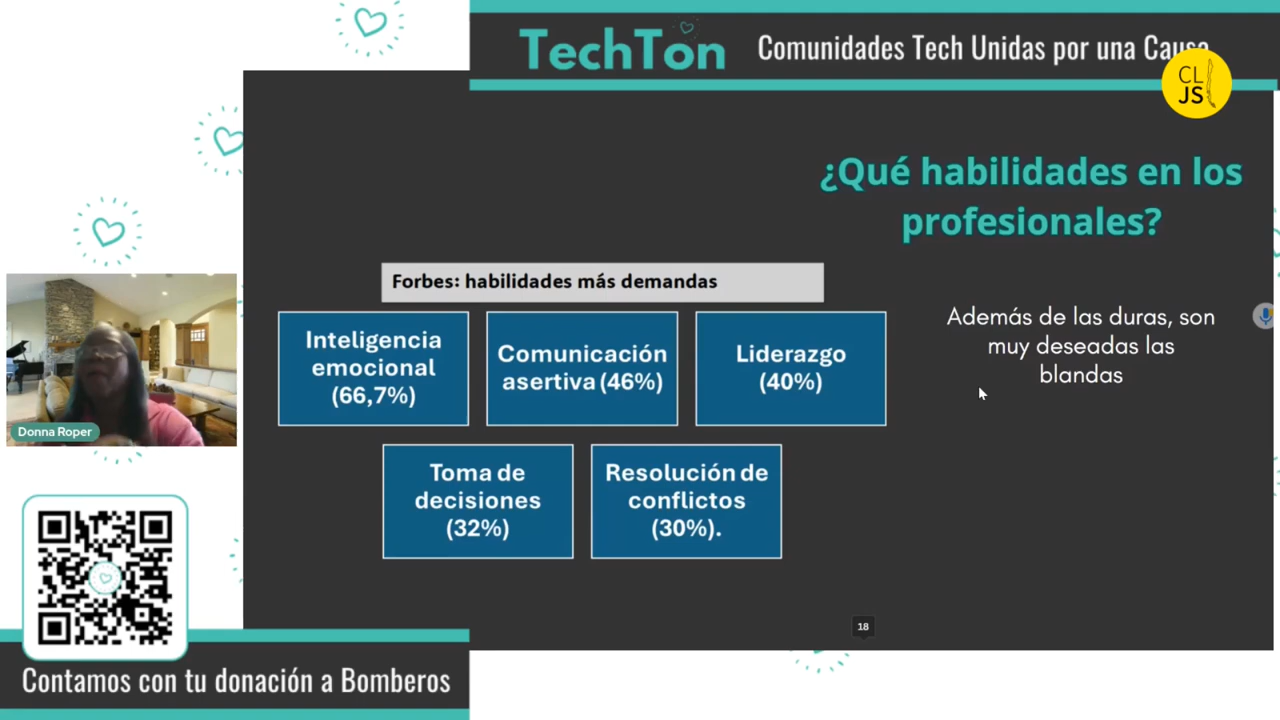 TechTon
Comunidades Tech Unidas por una Causa
CL
JS
¿Qué habilidades en los
profesionales?
Forbes: habilidades más demandas
Inteligencia
emocional
(66,7%)
Comunicación
asertiva (46%)
Liderazgo
(40%)
Toma de
decisiones
(32%)
Resolución de
conflictos
(30%).
Además de las duras, son
muy deseadas las
blandas
Donna Roper
18
Contamos con tu donación a Bomberos